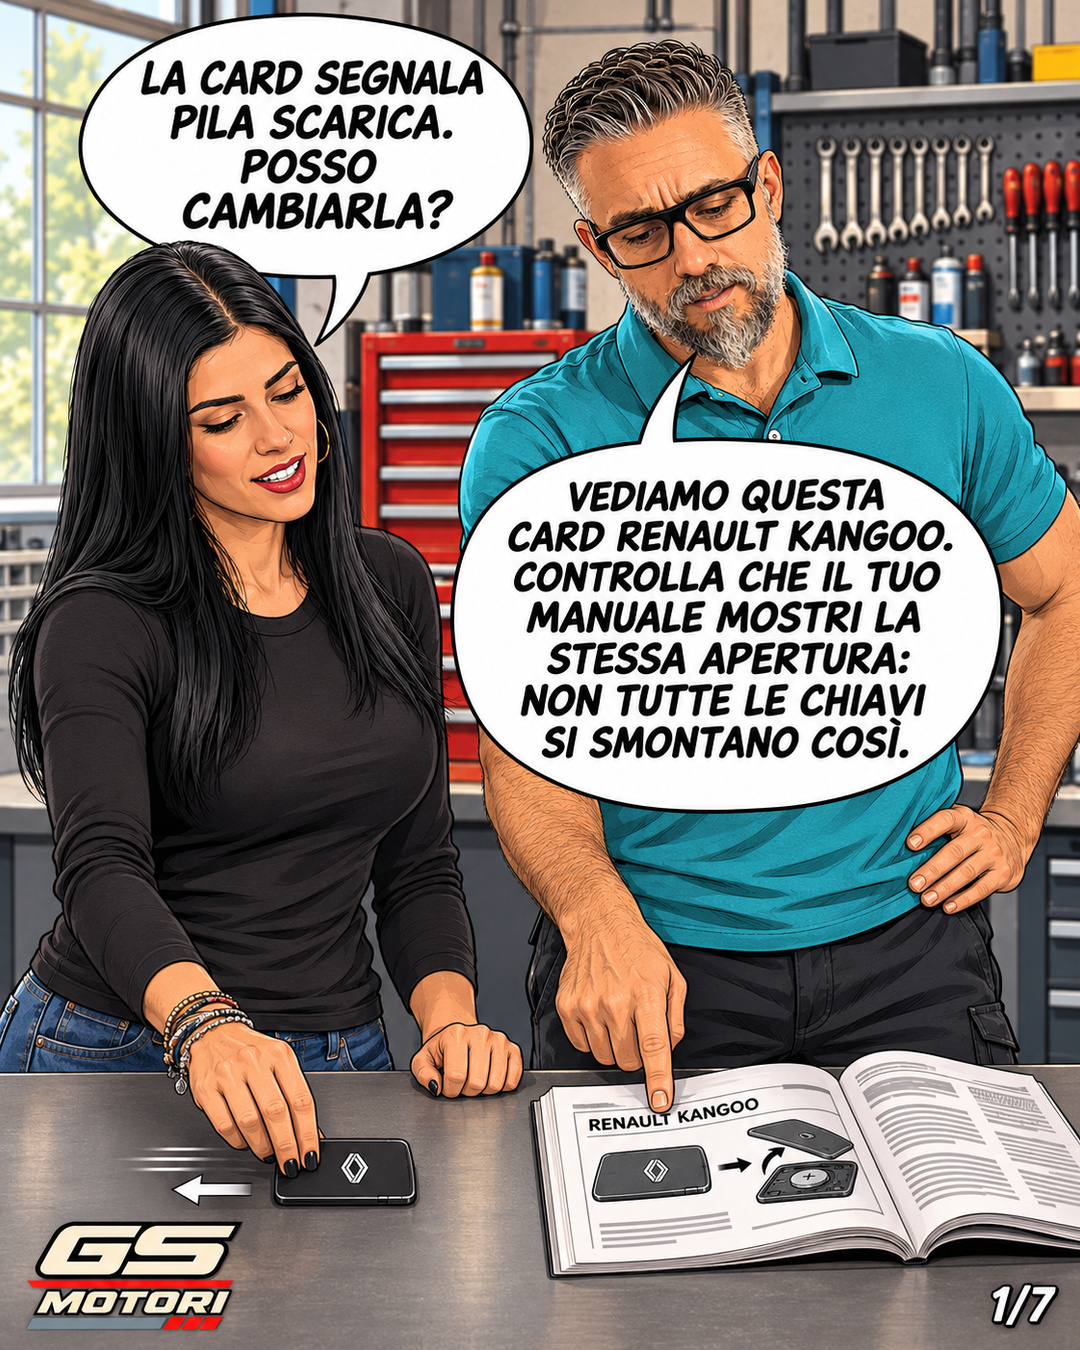 LA CARD SEGNALA
PILA SCARICA.
POSSO
CAMBIARLA?
VEDIAMO QUESTA
CARD RENAULT KANGOO.
CONTROLLA CHE IL TUO
MANUALE MOSTRI LA
STESSA APERTURA:
NON TUTTE LE CHIAVI
SI SMONTANO COSÌ.
RENAULT KANGOO
GS
MOTORI
1/7